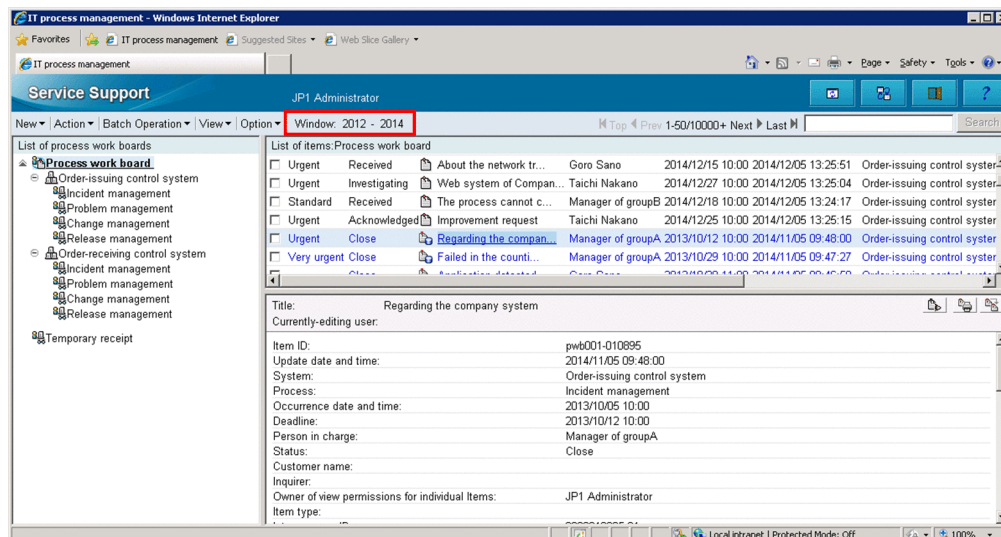 IT process management - Windows Internet Explorer
Favorites IT process management Suggested Sites Web Slice Gallery
IT process management Page Safety Tools
Service Support JP1 Administrator ?
New Action Batch Operation View Option Window: 2012 - 2014 Top Prev 1-50/10000+ Next Last Search
List of process work boards
Process work board
Order-issuing control system
Incident management
Problem management
Change management
Release management
Order-receiving control system
Incident management
Problem management
Change management
Release management
Temporary receipt
List of items:Process work board
Urgent Received About the network tr... Goro Sano 2014/12/15 10:00 2014/12/05 13:25:51 Order-issuing control system
Urgent Investigating Web system of Compan... Taichi Nakano 2014/12/27 10:00 2014/12/05 13:25:04 Order-issuing control system
Standard Received The process cannot c... Manager of groupB 2014/12/18 10:00 2014/12/05 13:24:17 Order-issuing control system
Urgent Acknowledged Improvement request Taichi Nakano 2014/12/25 10:00 2014/12/05 13:25:15 Order-issuing control system
Urgent Close Regarding the compan... Manager of groupA 2013/10/12 10:00 2014/11/05 09:48:00 Order-issuing control system
Very urgent Close Failed in the counti... Manager of groupA 2013/10/29 10:00 2014/11/05 09:47:27 Order-issuing control system
Title: Regarding the company system
Currently-editing user:
Item ID: pwb001-010895
Update date and time: 2014/11/05 09:48:00
System: Order-issuing control system
Process: Incident management
Occurrence date and time: 2013/10/05 10:00
Deadline: 2013/10/12 10:00
Person in charge: Manager of groupA
Status: Close
Customer name:
Inquirer:
Owner of view permissions for individual Items: JP1 Administrator
Item type:
Local intranet | Protected Mode: Off 100%